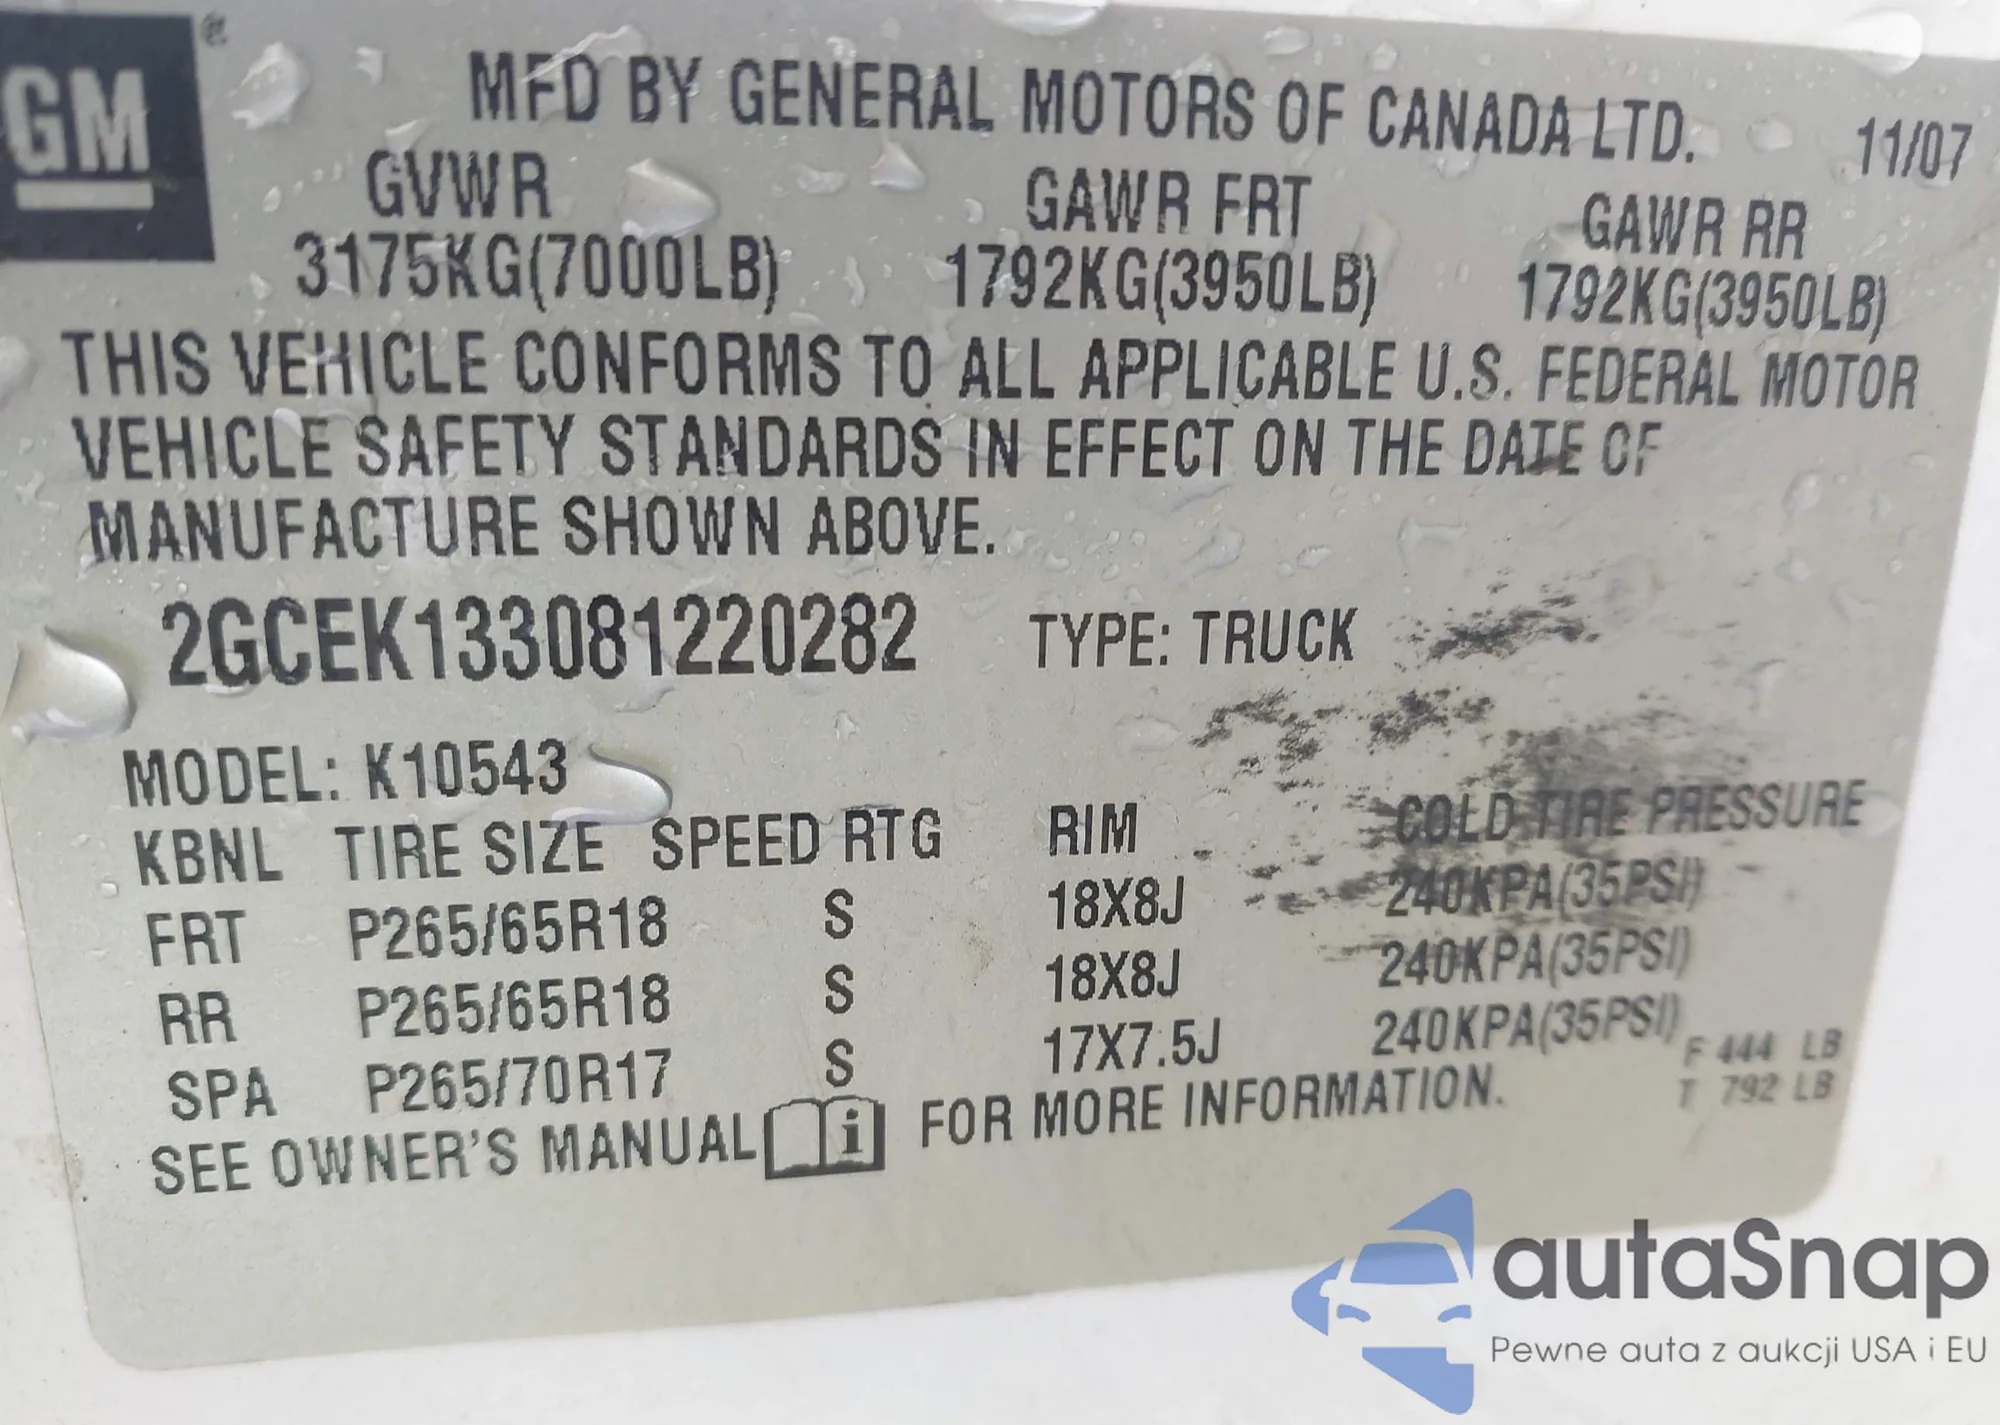 GM ®
MFD BY GENERAL MOTORS OF CANADA LTD. 11/07
GVWR GAWR FRT GAWR RR
3175KG(7000LB) 1792KG(3950LB) 1792KG(3950LB)
THIS VEHICLE CONFORMS TO ALL APPLICABLE U.S. FEDERAL MOTOR
VEHICLE SAFETY STANDARDS IN EFFECT ON THE DATE OF
MANUFACTURE SHOWN ABOVE.
2GCEK133081220282 TYPE: TRUCK
MODEL: K10543
KBNL TIRE SIZE SPEED RTG RIM COLD TIRE PRESSURE
FRT P265/65R18 S 18X8J 240KPA(35PSI)
RR P265/65R18 S 18X8J 240KPA(35PSI)
SPA P265/70R17 S 17X7.5J 240KPA(35PSI)
F 444 LB
T 792 LB
SEE OWNER'S MANUAL i FOR MORE INFORMATION.
autaSnap
Pewne auta z aukcji USA i EU